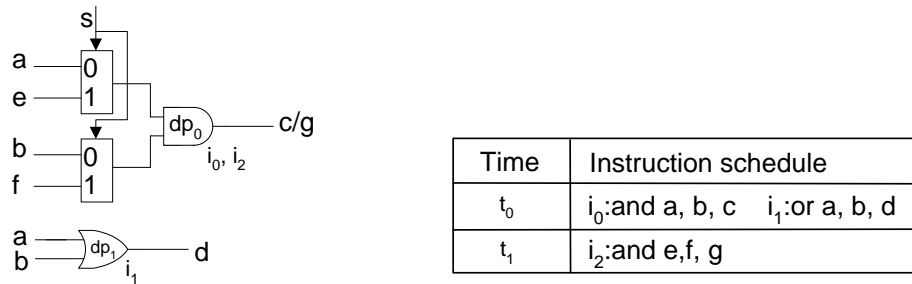 s
a
0
e
1
dp0
c/g
b
0
i0, i2
f
1
a
dp1
d
b
i1
Time Instruction schedule
t0 i0:and a, b, c i1:or a, b, d
t1 i2:and e,f, g